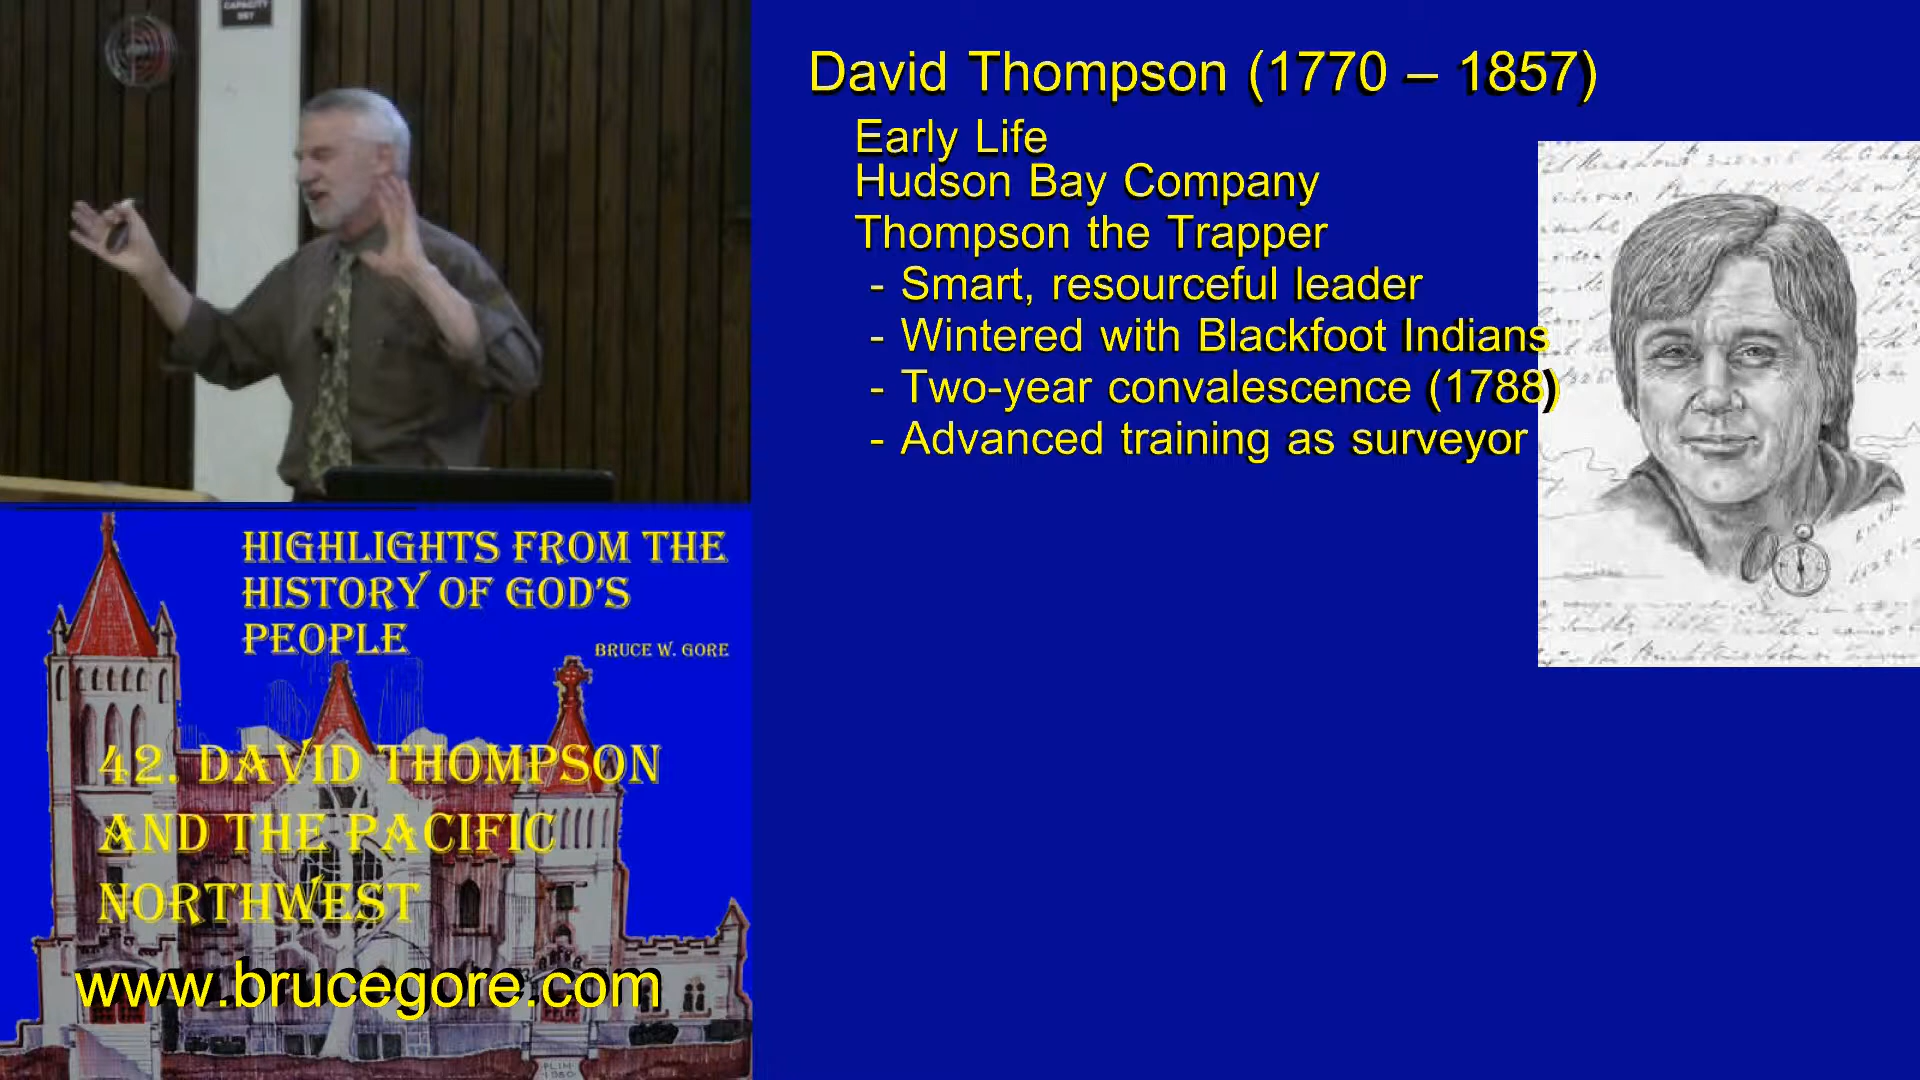 CAPACITY
David Thompson (1770 – 1857)
Early Life
Hudson Bay Company
Thompson the Trapper
- Smart, resourceful leader
- Wintered with Blackfoot Indians
- Two-year convalescence (1788)
- Advanced training as surveyor
HIGHLIGHTS FROM THE
HISTORY OF GOD'S
PEOPLE
BRUCE W. GORE
42. DAVID THOMPSON
AND THE PACIFIC
NORTHWEST
www.brucegore.com